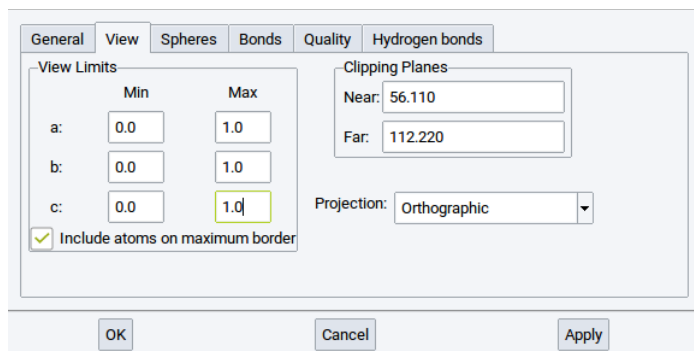 General View Spheres Bonds Quality Hydrogen bonds
View Limits
Min Max
a: 0.0 1.0
b: 0.0 1.0
c: 0.0 1.0
Include atoms on maximum border
Clipping Planes
Near: 56.110
Far: 112.220
Projection: Orthographic
OK Cancel Apply